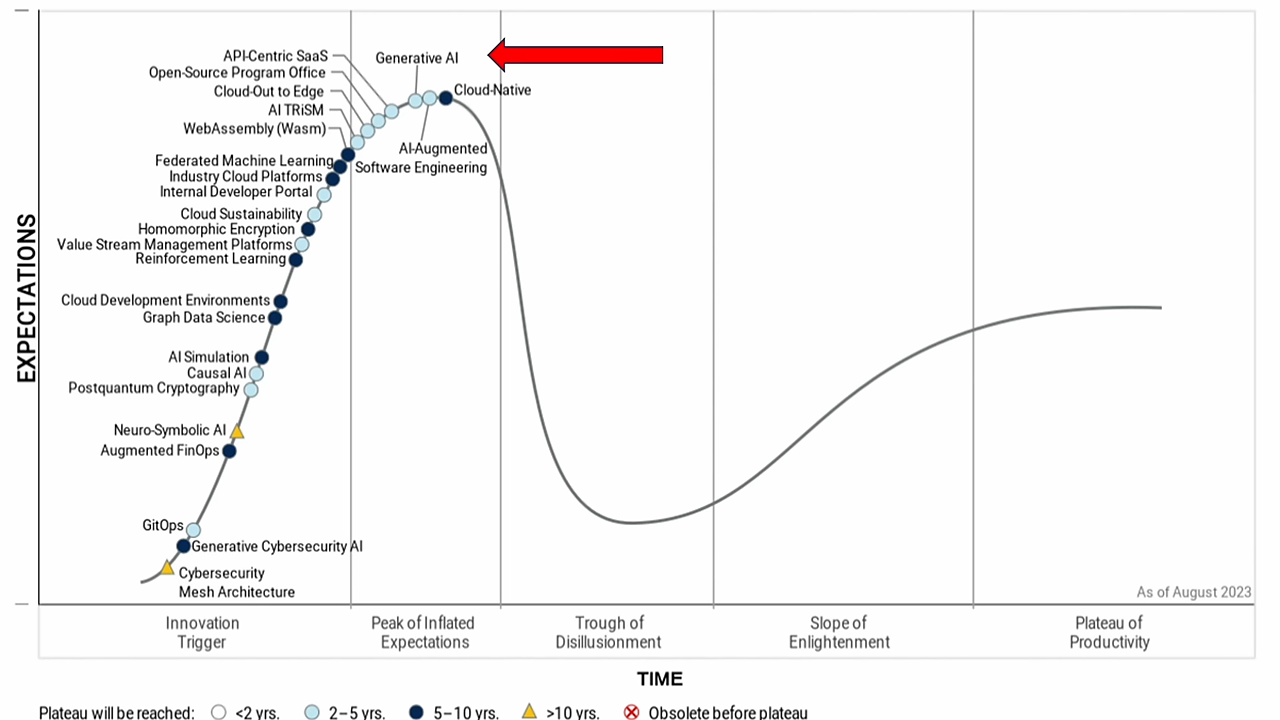 API-Centric SaaS
Generative AI
Open-Source Program Office
Cloud-Out to Edge
Cloud-Native
AI TRiSM
WebAssembly (Wasm)
AI-Augmented
Software Engineering
Federated Machine Learning
Industry Cloud Platforms
Internal Developer Portal
Cloud Sustainability
Homomorphic Encryption
Value Stream Management Platforms
Reinforcement Learning
Cloud Development Environments
Graph Data Science
AI Simulation
Causal AI
Postquantum Cryptography
Neuro-Symbolic AI
Augmented FinOps
GitOps
Generative Cybersecurity AI
Cybersecurity
Mesh Architecture
EXPECTATIONS
As of August 2023
Innovation
Trigger
Peak of Inflated
Expectations
Trough of
Disillusionment
Slope of
Enlightenment
Plateau of
Productivity
TIME
Plateau will be reached: <2 yrs. 2–5 yrs. 5–10 yrs. >10 yrs. Obsolete before plateau